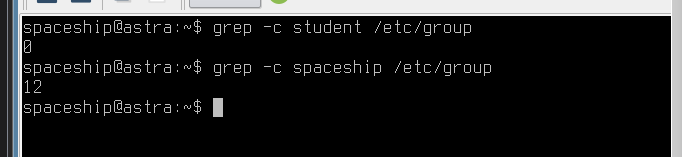 spaceship@astra:~$ grep -c student /etc/group
0
spaceship@astra:~$ grep -c spaceship /etc/group
12
spaceship@astra:~$